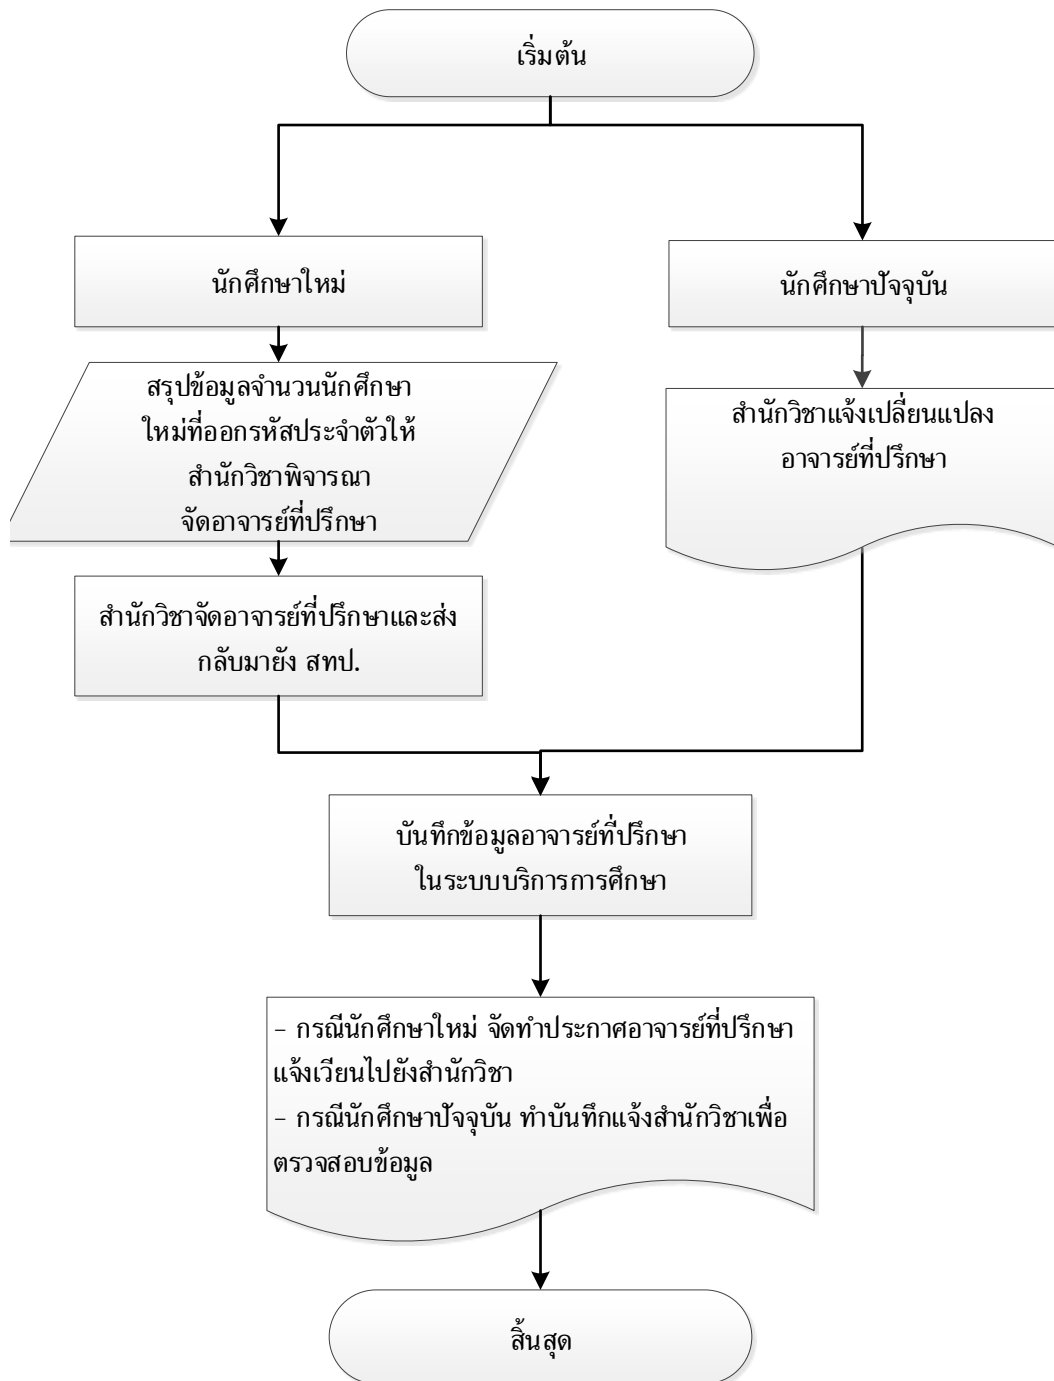 เริ่มต้น
นักศึกษาใหม่
นักศึกษาปัจจุบัน
สรุปข้อมูลจำนวนนักศึกษา
ใหม่ที่ออกรหัสประจำตัวให้
สำนักวิชาพิจารณา
จัดอาจารย์ที่ปรึกษา
สำนักวิชาแจ้งเปลี่ยนแปลง
อาจารย์ที่ปรึกษา
สำนักวิชาจัดอาจารย์ที่ปรึกษาและส่ง
กลับมายัง สทป.
บันทึกข้อมูลอาจารย์ที่ปรึกษา
ในระบบบริการการศึกษา
– กรณีนักศึกษาใหม่ จัดทำประกาศอาจารย์ที่ปรึกษา
แจ้งเวียนไปยังสำนักวิชา
– กรณีนักศึกษาปัจจุบัน ทำบันทึกแจ้งสำนักวิชาเพื่อ
ตรวจสอบข้อมูล
สิ้นสุด